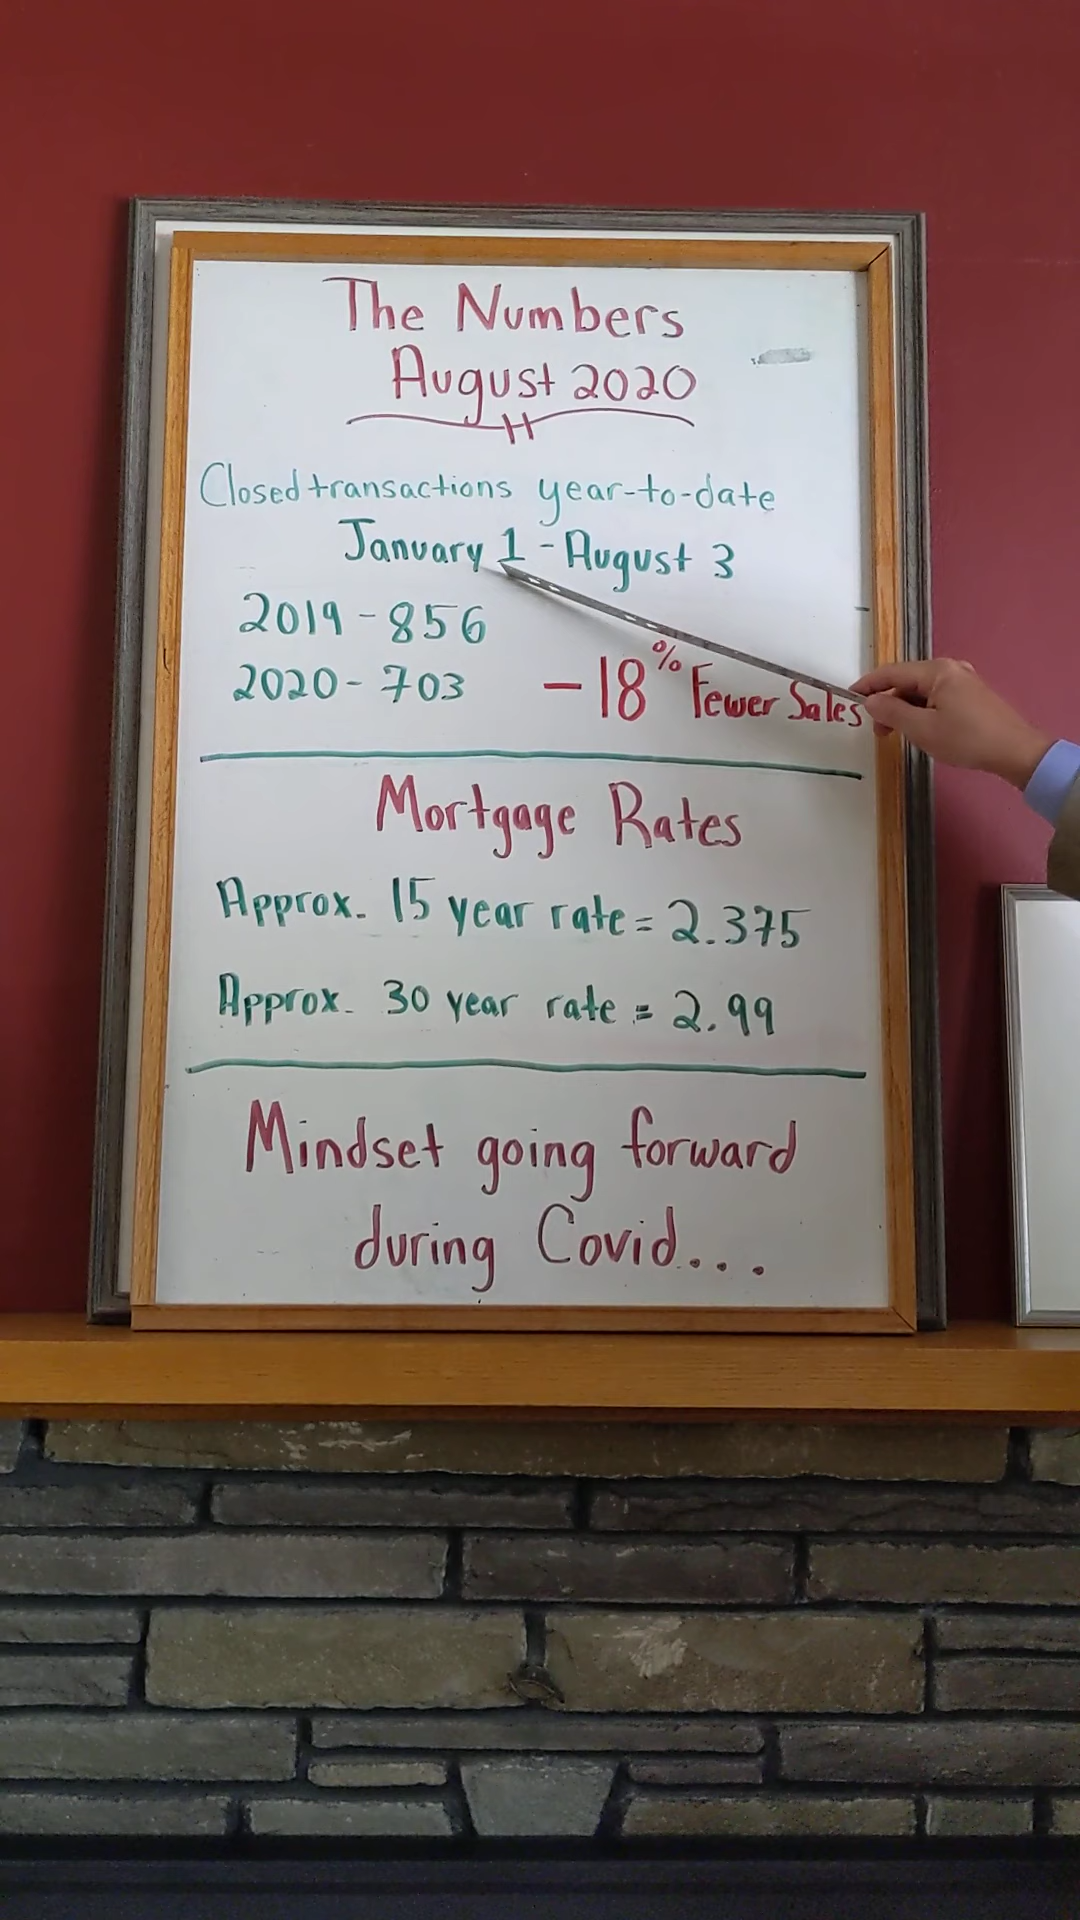 The Numbers
August 2020
Closed transactions year-to-date
January 1 - August 3
2019 - 856
2020 - 703 -18% Fewer Sales
Mortgage Rates
Approx. 15 year rate = 2.375
Approx. 30 year rate = 2.99
Mindset going forward
during Covid....